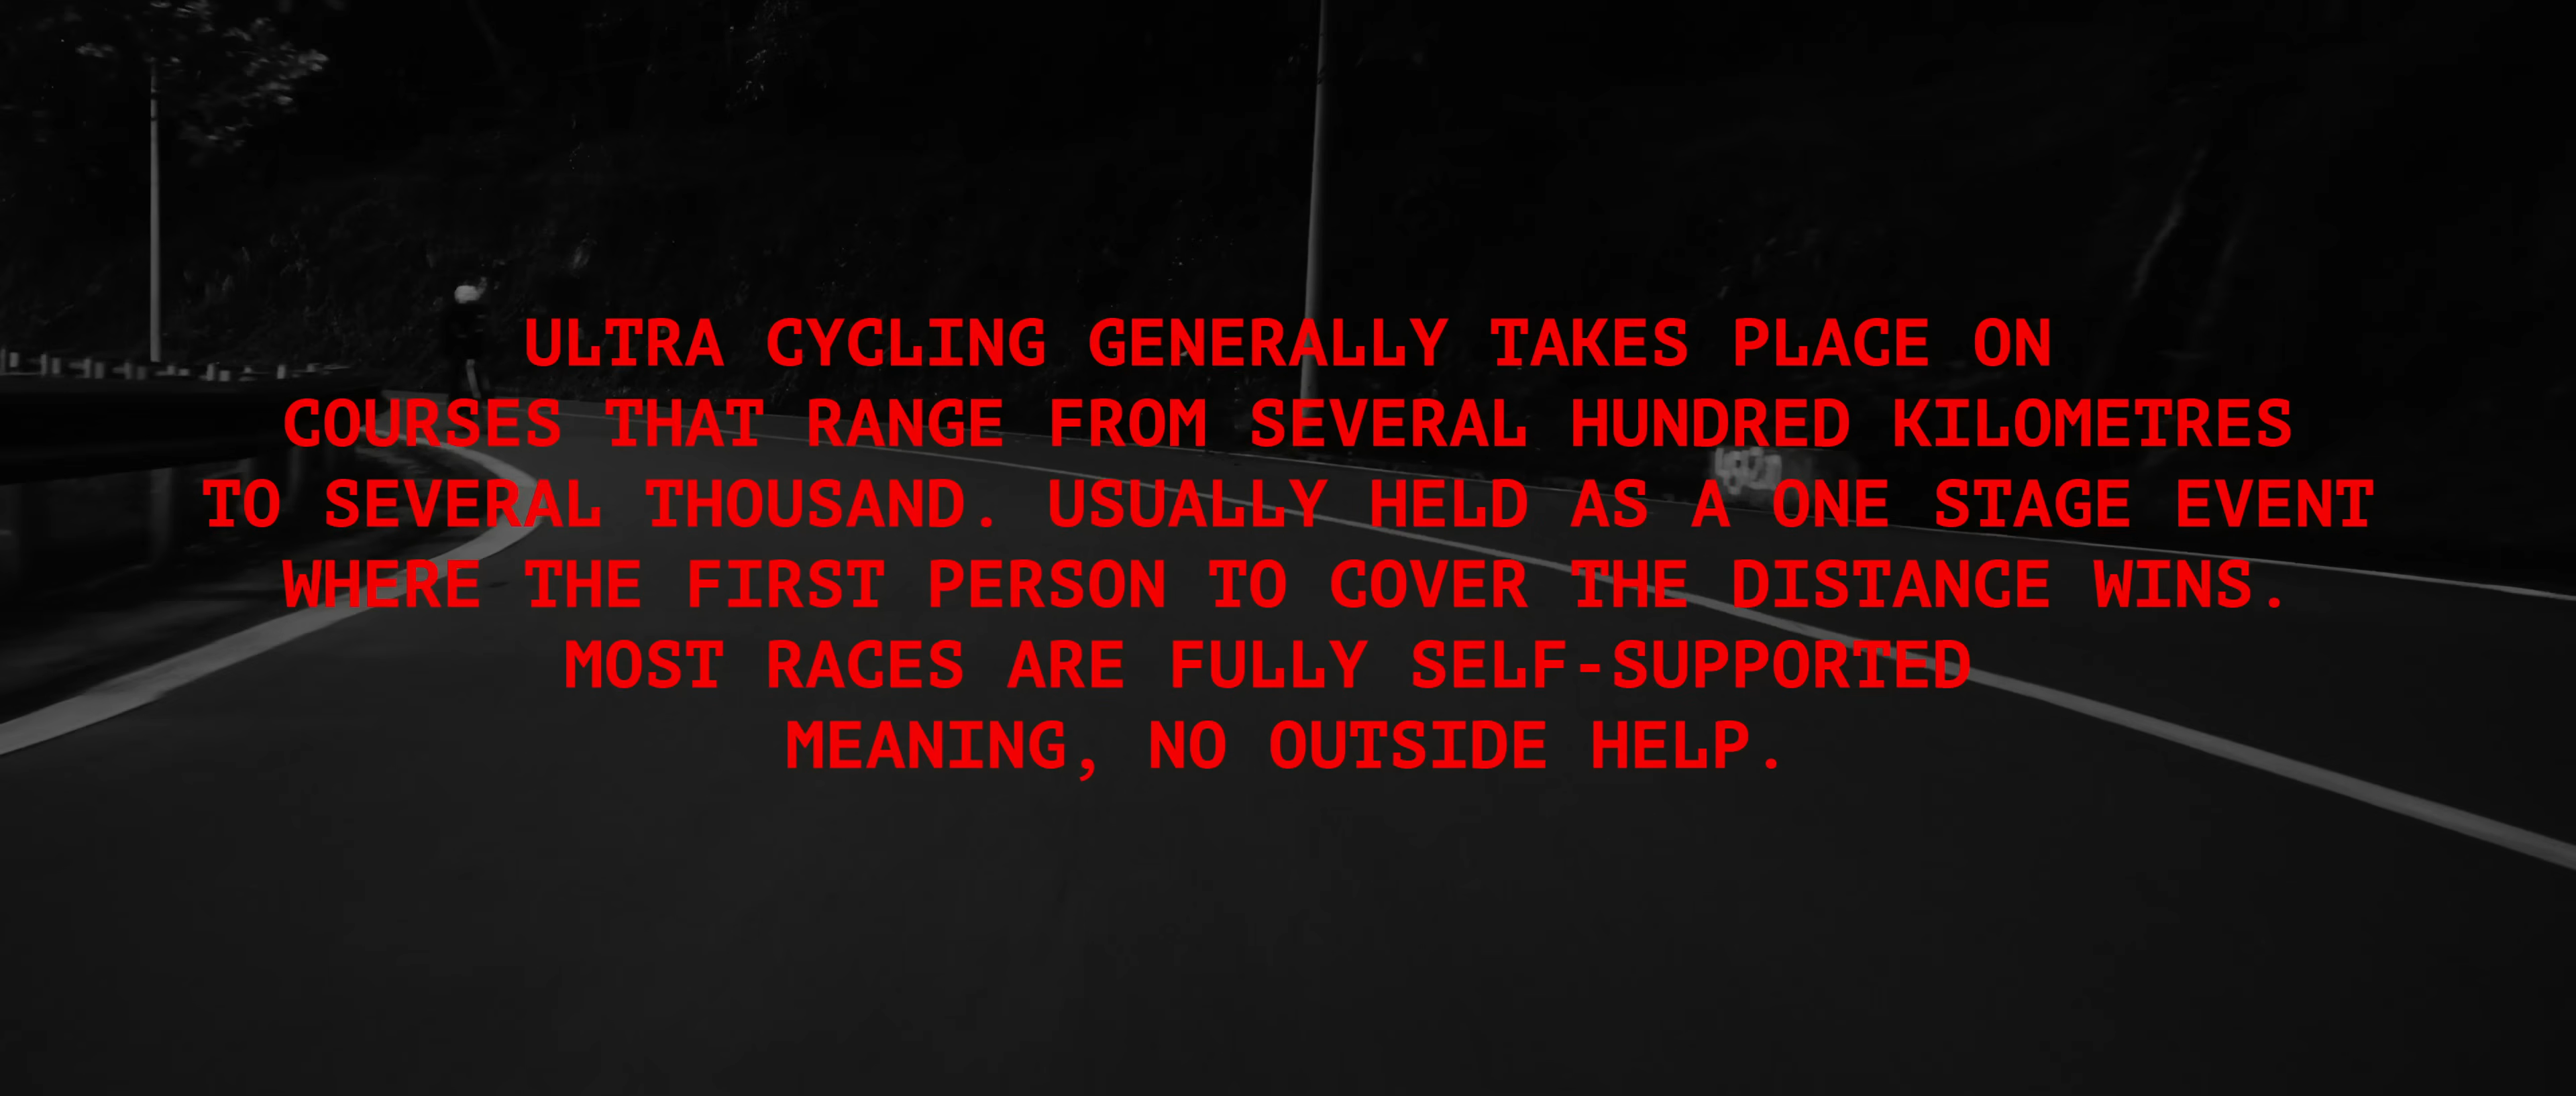 ULTRA CYCLING GENERALLY TAKES PLACE ON
COURSES THAT RANGE FROM SEVERAL HUNDRED KILOMETRES
TO SEVERAL THOUSAND. USUALLY HELD AS A ONE STAGE EVENT
WHERE THE FIRST PERSON TO COVER THE DISTANCE WINS.
MOST RACES ARE FULLY SELF-SUPPORTED
MEANING, NO OUTSIDE HELP.